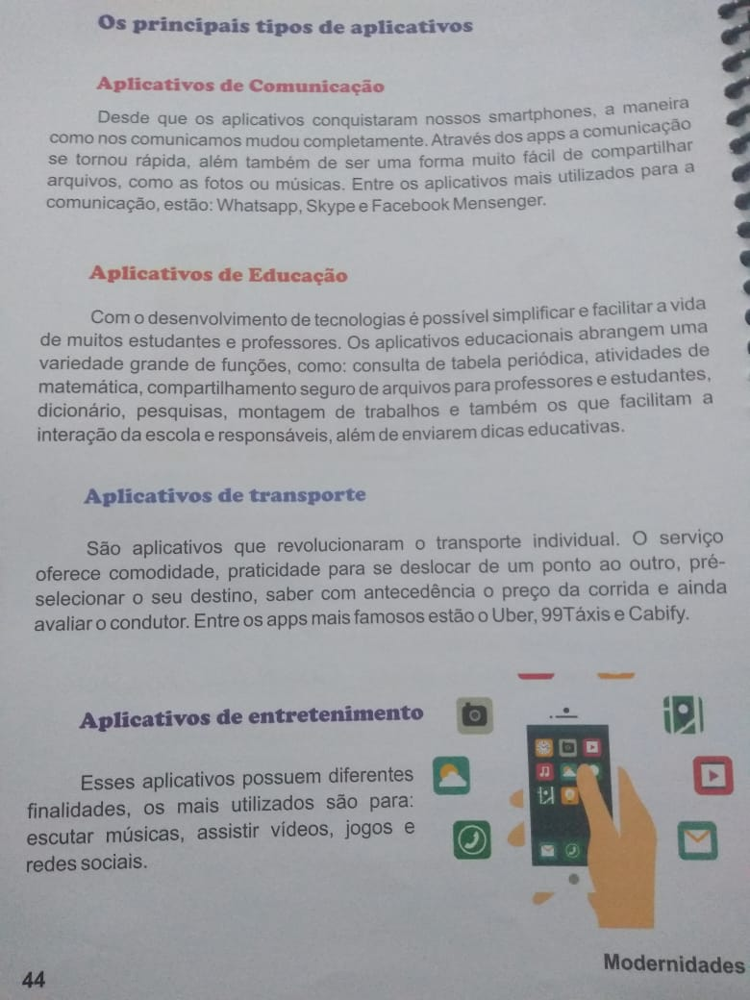 Os principais tipos de aplicativos
Aplicativos de Comunicação
Desde que os aplicativos conquistaram nossos smartphones, a maneira
como nos comunicamos mudou completamente. Através dos apps a comunicação
se tornou rápida, além também de ser uma forma muito fácil de compartilhar
arquivos, como as fotos ou músicas. Entre os aplicativos mais utilizados para a
comunicação, estão: Whatsapp, Skype e Facebook Mensenger.
Aplicativos de Educação
Com o desenvolvimento de tecnologias é possível simplificar e facilitar a vida
de muitos estudantes e professores. Os aplicativos educacionais abrangem uma
variedade grande de funções, como: consulta de tabela periódica, atividades de
matemática, compartilhamento seguro de arquivos para professores e estudantes,
dicionário, pesquisas, montagem de trabalhos e também os que facilitam a
interação da escola e responsáveis, além de enviarem dicas educativas.
Aplicativos de transporte
São aplicativos que revolucionaram o transporte individual. O serviço
oferece comodidade, praticidade para se deslocar de um ponto ao outro, pré-
selecionar o seu destino, saber com antecedência o preço da corrida e ainda
avaliar o condutor. Entre os apps mais famosos estão o Uber, 99Táxis e Cabify.
Aplicativos de entretenimento
Esses aplicativos possuem diferentes
finalidades, os mais utilizados são para:
escutar músicas, assistir vídeos, jogos e
redes sociais.
Modernidades
44